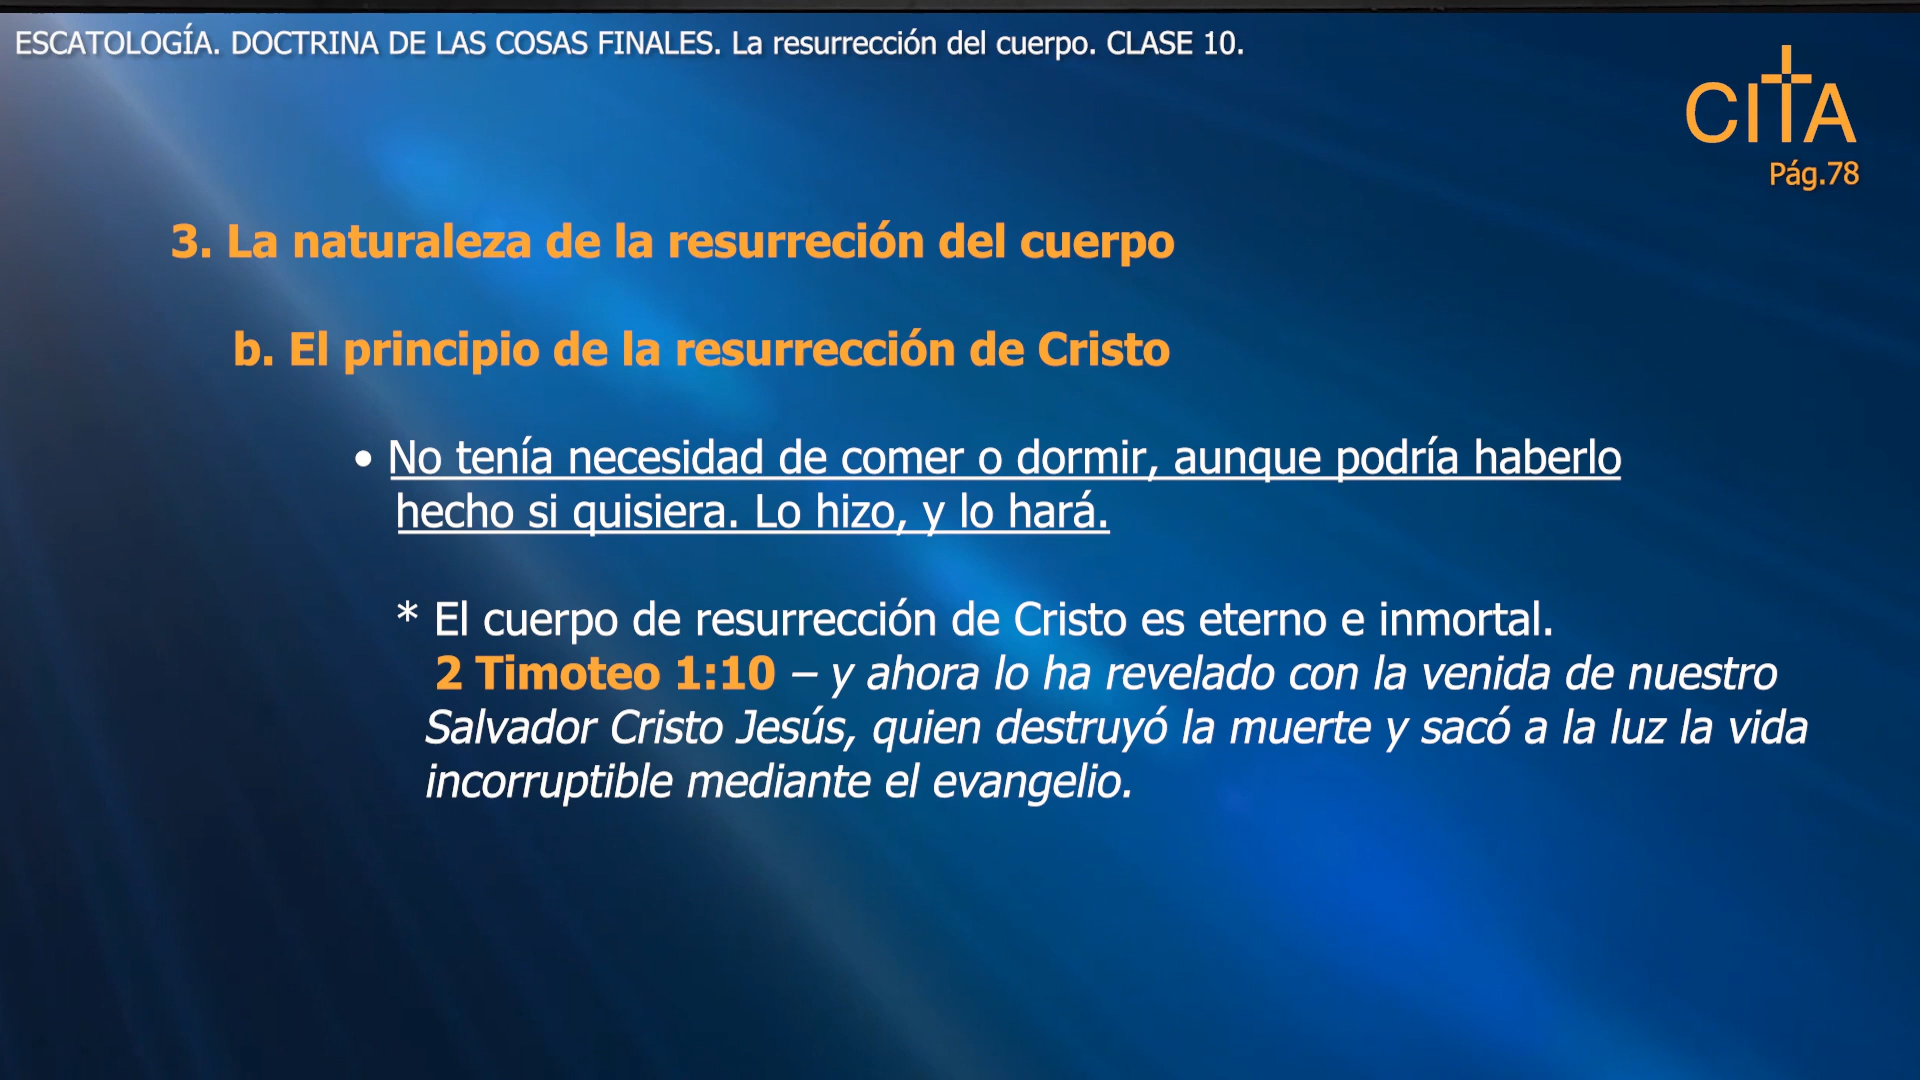 ESCATOLOGÍA. DOCTRINA DE LAS COSAS FINALES. La resurrección del cuerpo. CLASE 10.
CITA
Pág.78
3. La naturaleza de la resurreción del cuerpo
b. El principio de la resurrección de Cristo
• No tenía necesidad de comer o dormir, aunque podría haberlo
hecho si quisiera. Lo hizo, y lo hará.
* El cuerpo de resurrección de Cristo es eterno e inmortal.
2 Timoteo 1:10 – y ahora lo ha revelado con la venida de nuestro
Salvador Cristo Jesús, quien destruyó la muerte y sacó a la luz la vida
incorruptible mediante el evangelio.